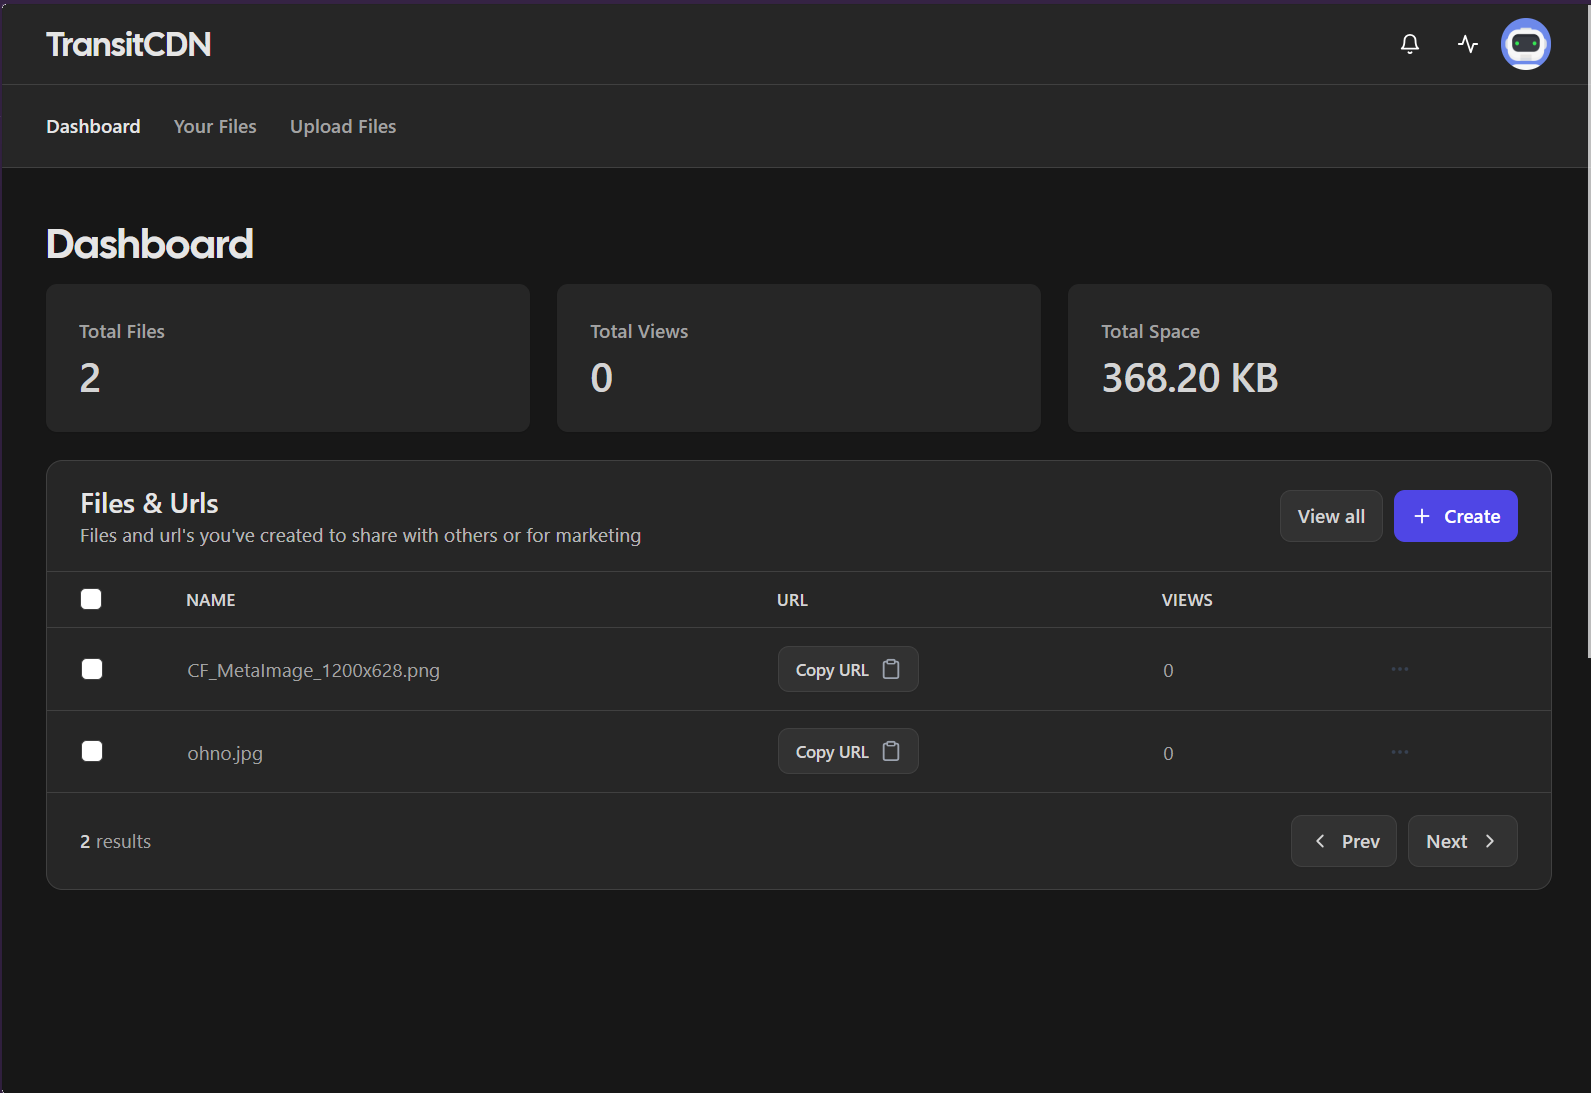 TransitCDN
Dashboard Your Files Upload Files
Dashboard
Total Files
2
Total Views
0
Total Space
368.20 KB
Files & Urls
Files and url's you've created to share with others or for marketing
View all
Create
NAME URL VIEWS
CF_MetaImage_1200x628.png Copy URL 0
ohno.jpg Copy URL 0
2 results
Prev
Next